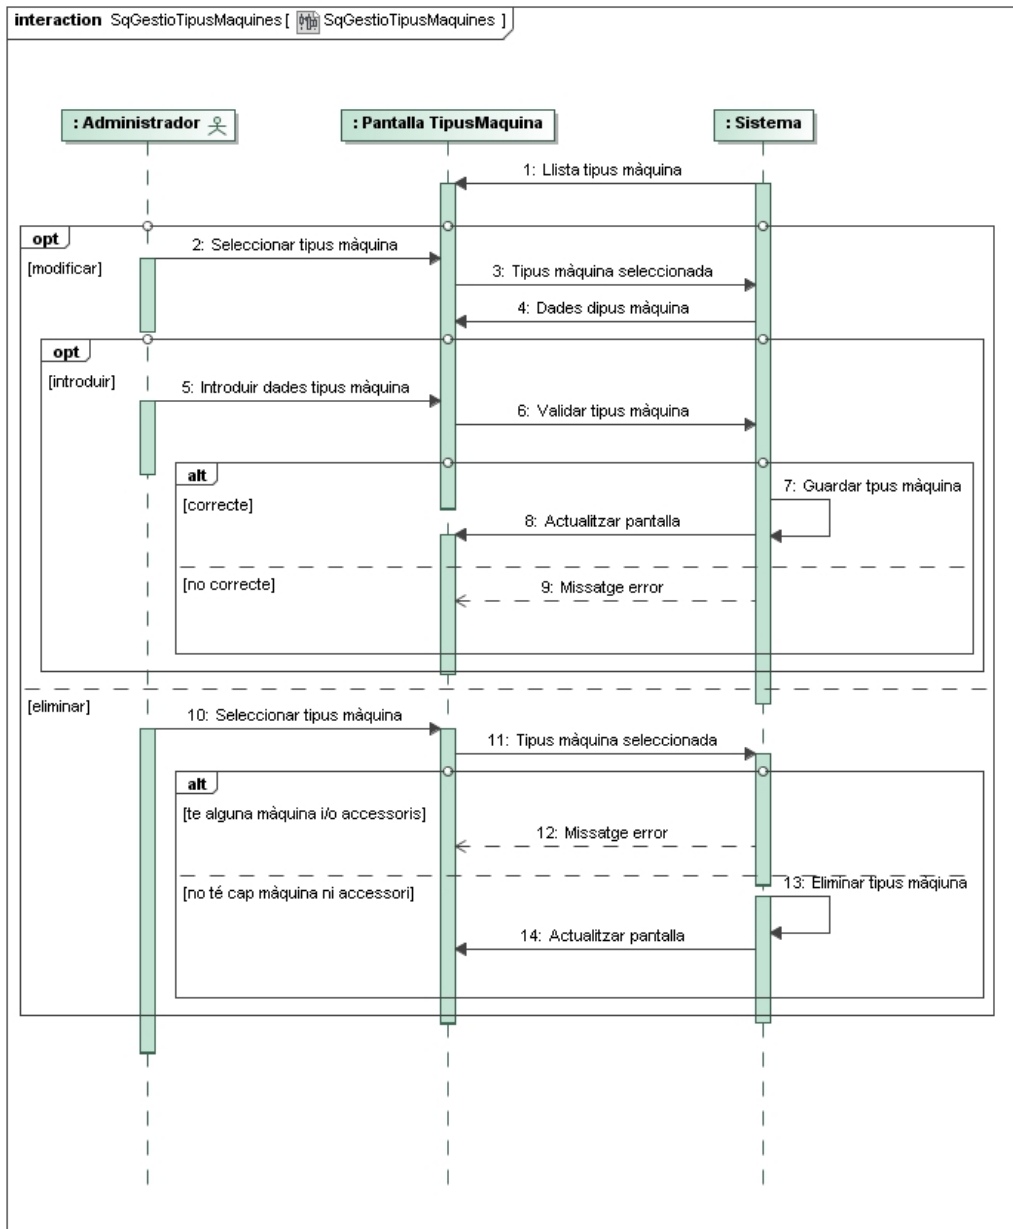 interaction SqGestioTipusMaquines [ SqGestioTipusMaquines ]
: Administrador
: Pantalla TipusMaquina
: Sistema
1: Llista tipus màquina
opt
[modificar]
2: Seleccionar tipus màquina
3: Tipus màquina seleccionada
4: Dades dipus màquina
opt
[introduir]
5: Introduir dades tipus màquina
6: Validar tipus màquina
alt
[correcte]
7: Guardar tpus màquina
8: Actualitzar pantalla
[no correcte]
9: Missatge error
[eliminar]
10: Seleccionar tipus màquina
11: Tipus màquina seleccionada
alt
[te alguna màquina i/o accessoris]
12: Missatge error
[no té cap màquina ni accessori]
13: Eliminar tipus màqiuna
14: Actualitzar pantalla